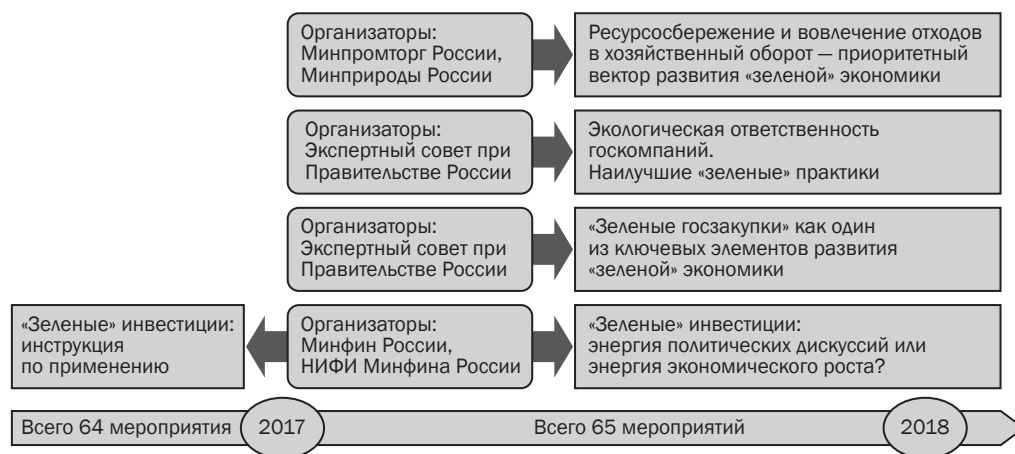 Организаторы:
Минпромторг России,
Минприроды России
Ресурсосбережение и вовлечение отходов
в хозяйственный оборот — приоритетный
вектор развития «зеленой» экономики
Организаторы:
Экспертный совет при
Правительстве России
Экологическая ответственность
госкомпаний.
Наилучшие «зеленые» практики
Организаторы:
Экспертный совет при
Правительстве России
«Зеленые госзакупки» как один
из ключевых элементов развития
«зеленой» экономики
«Зеленые» инвестиции:
инструкция
по применению
Организаторы:
Минфин России,
НИФИ Минфина России
«Зеленые» инвестиции:
энергия политических дискуссий или
энергия экономического роста?
Всего 64 мероприятия
2017
Всего 65 мероприятий
2018